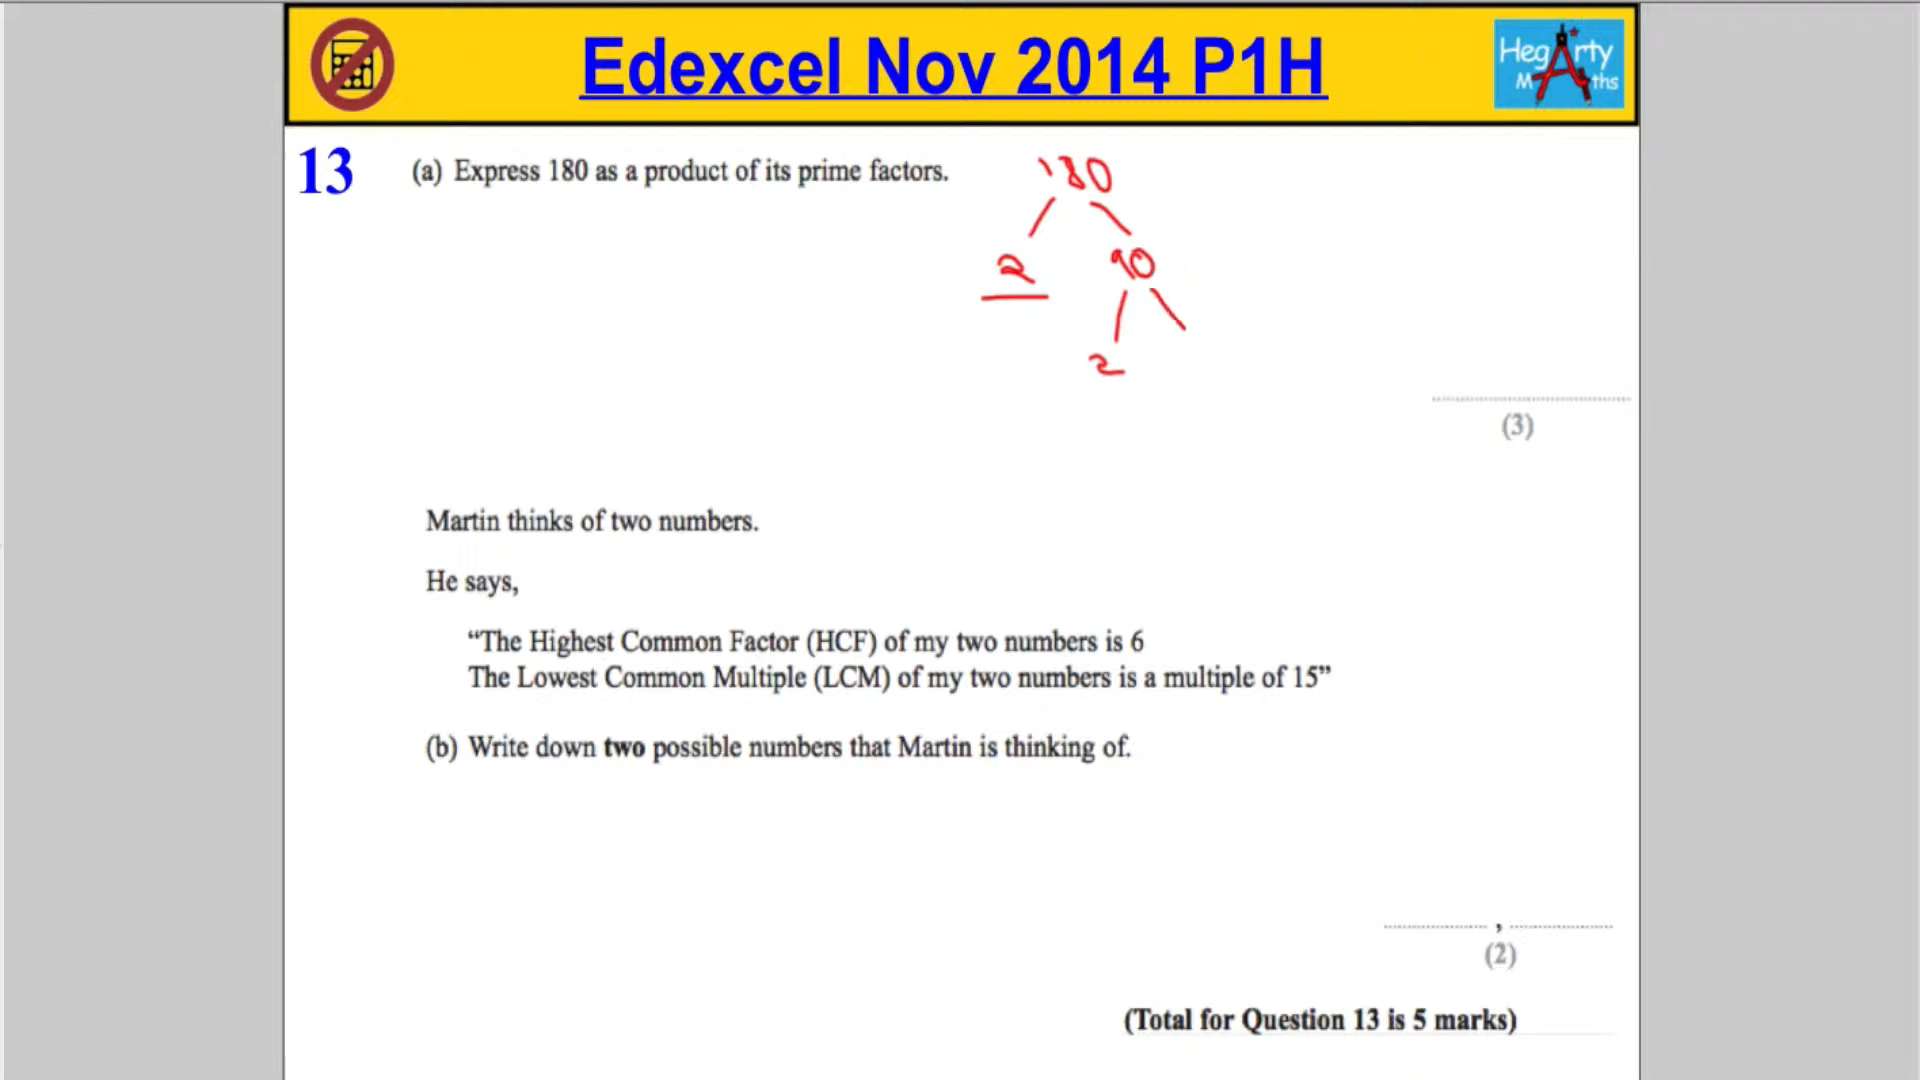 Edexcel Nov 2014 P1H
HegArty
Mths
13
(a) Express 180 as a product of its prime factors.
180
2 90
2
(3)
Martin thinks of two numbers.
He says,
“The Highest Common Factor (HCF) of my two numbers is 6
The Lowest Common Multiple (LCM) of my two numbers is a multiple of 15”
(b) Write down two possible numbers that Martin is thinking of.
,
(2)
(Total for Question 13 is 5 marks)